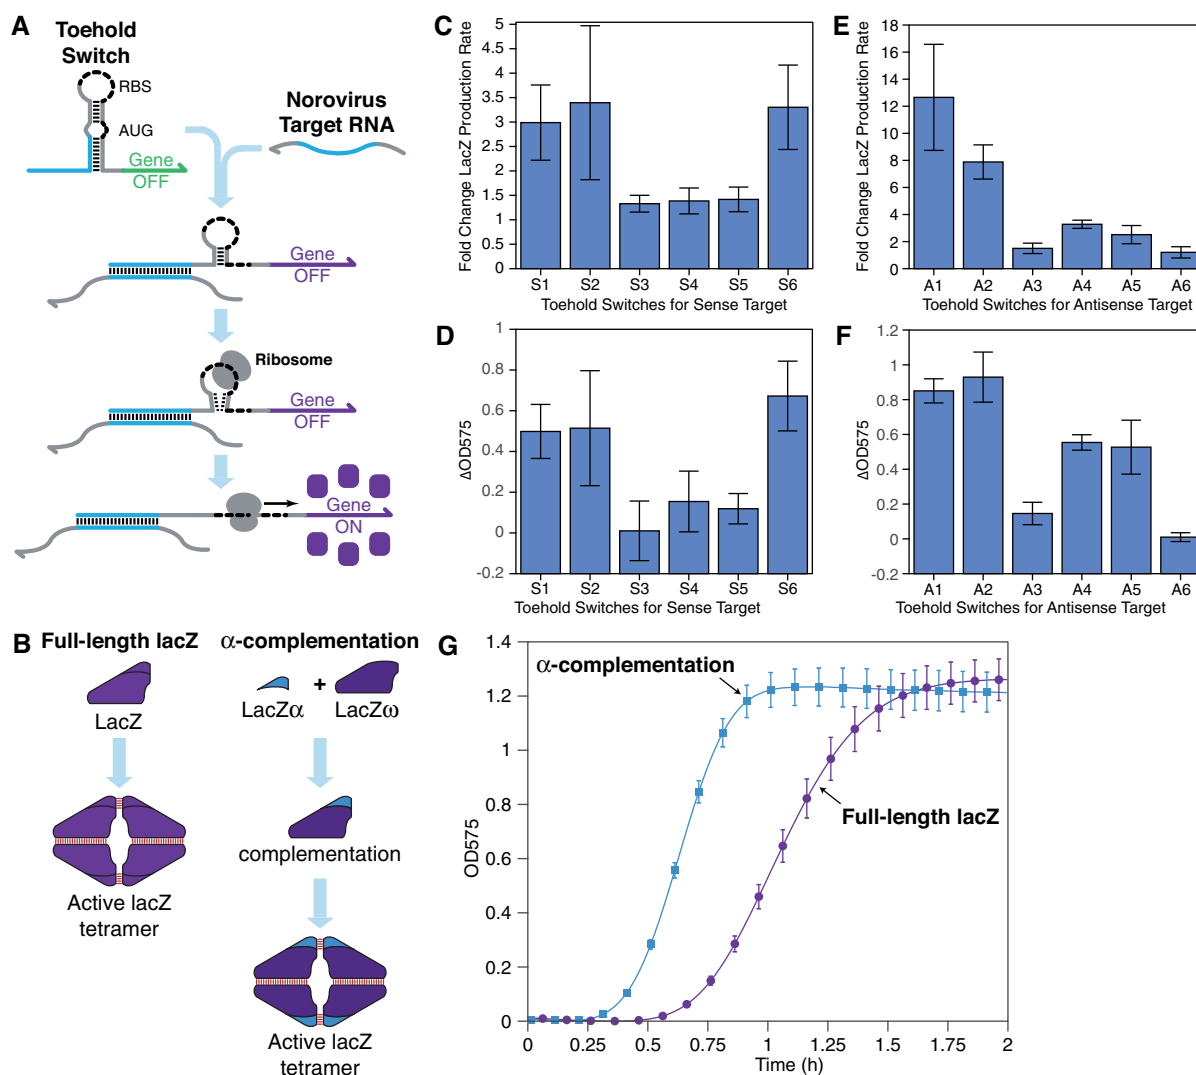 A
Toehold
Switch
RBS
AUG
Gene
OFF
Norovirus
Target RNA
Gene
OFF
Ribosome
Gene
OFF
Gene
ON
B
Full-length lacZ
LacZ
Active lacZ
tetramer
α-complementation
+
LacZα
LacZω
complementation
Active lacZ
tetramer
C
Fold Change LacZ Production Rate
5
4.5
4
3.5
3
2.5
2
1.5
1
0.5
0
S1 S2 S3 S4 S5 S6
Toehold Switches for Sense Target
D
ΔOD575
1
0.8
0.6
0.4
0.2
0
-0.2
S1 S2 S3 S4 S5 S6
Toehold Switches for Sense Target
E
Fold Change LacZ Production Rate
18
16
14
12
10
8
6
4
2
0
A1 A2 A3 A4 A5 A6
Toehold Switches for Antisense Target
F
ΔOD575
1.2
1
0.8
0.6
0.4
0.2
0
-0.2
A1 A2 A3 A4 A5 A6
Toehold Switches for Antisense Target
G
OD575
1.4
1.2
1
0.8
0.6
0.4
0.2
0
α-complementation
Full-length lacZ
0 0.25 0.5 0.75 1 1.25 1.5 1.75 2
Time (h)